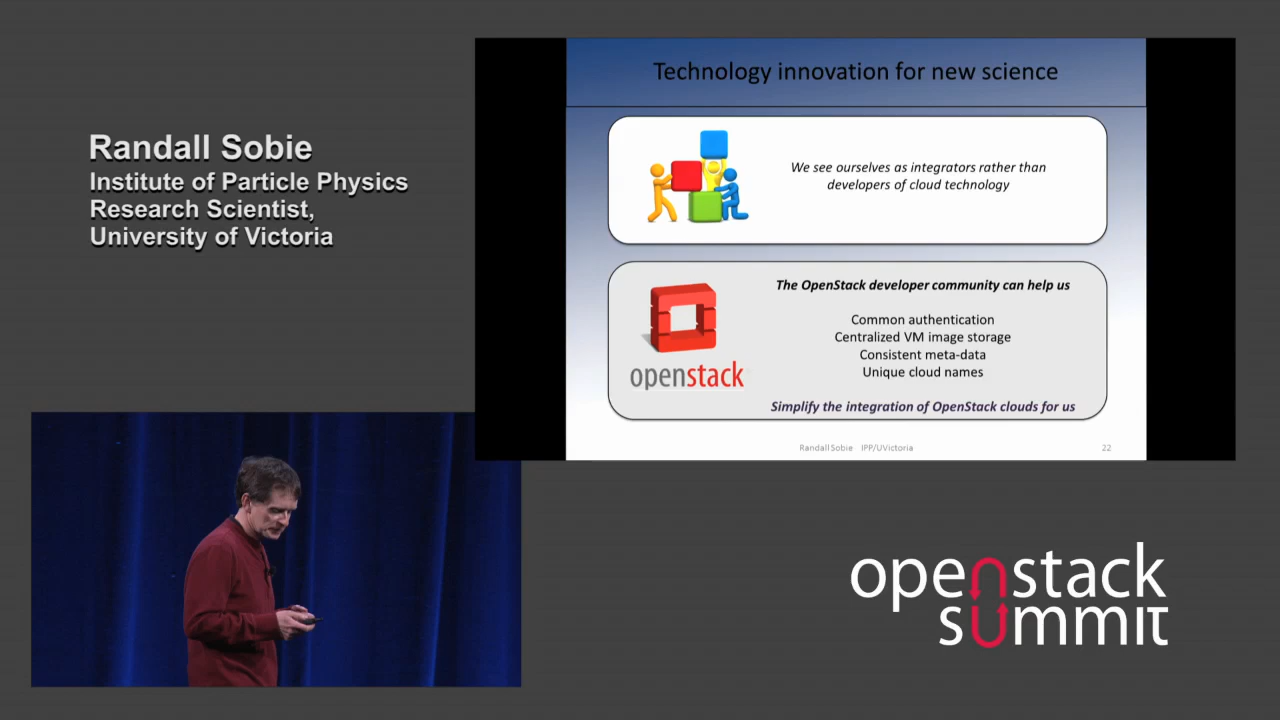 Randall Sobie
Institute of Particle Physics
Research Scientist,
University of Victoria
Technology innovation for new science
We see ourselves as integrators rather than
developers of cloud technology
The OpenStack developer community can help us
Common authentication
Centralized VM image storage
Consistent meta-data
Unique cloud names
openstack
Simplify the integration of OpenStack clouds for us
Randall Sobie IPP/UVictoria
22
openstack
summit